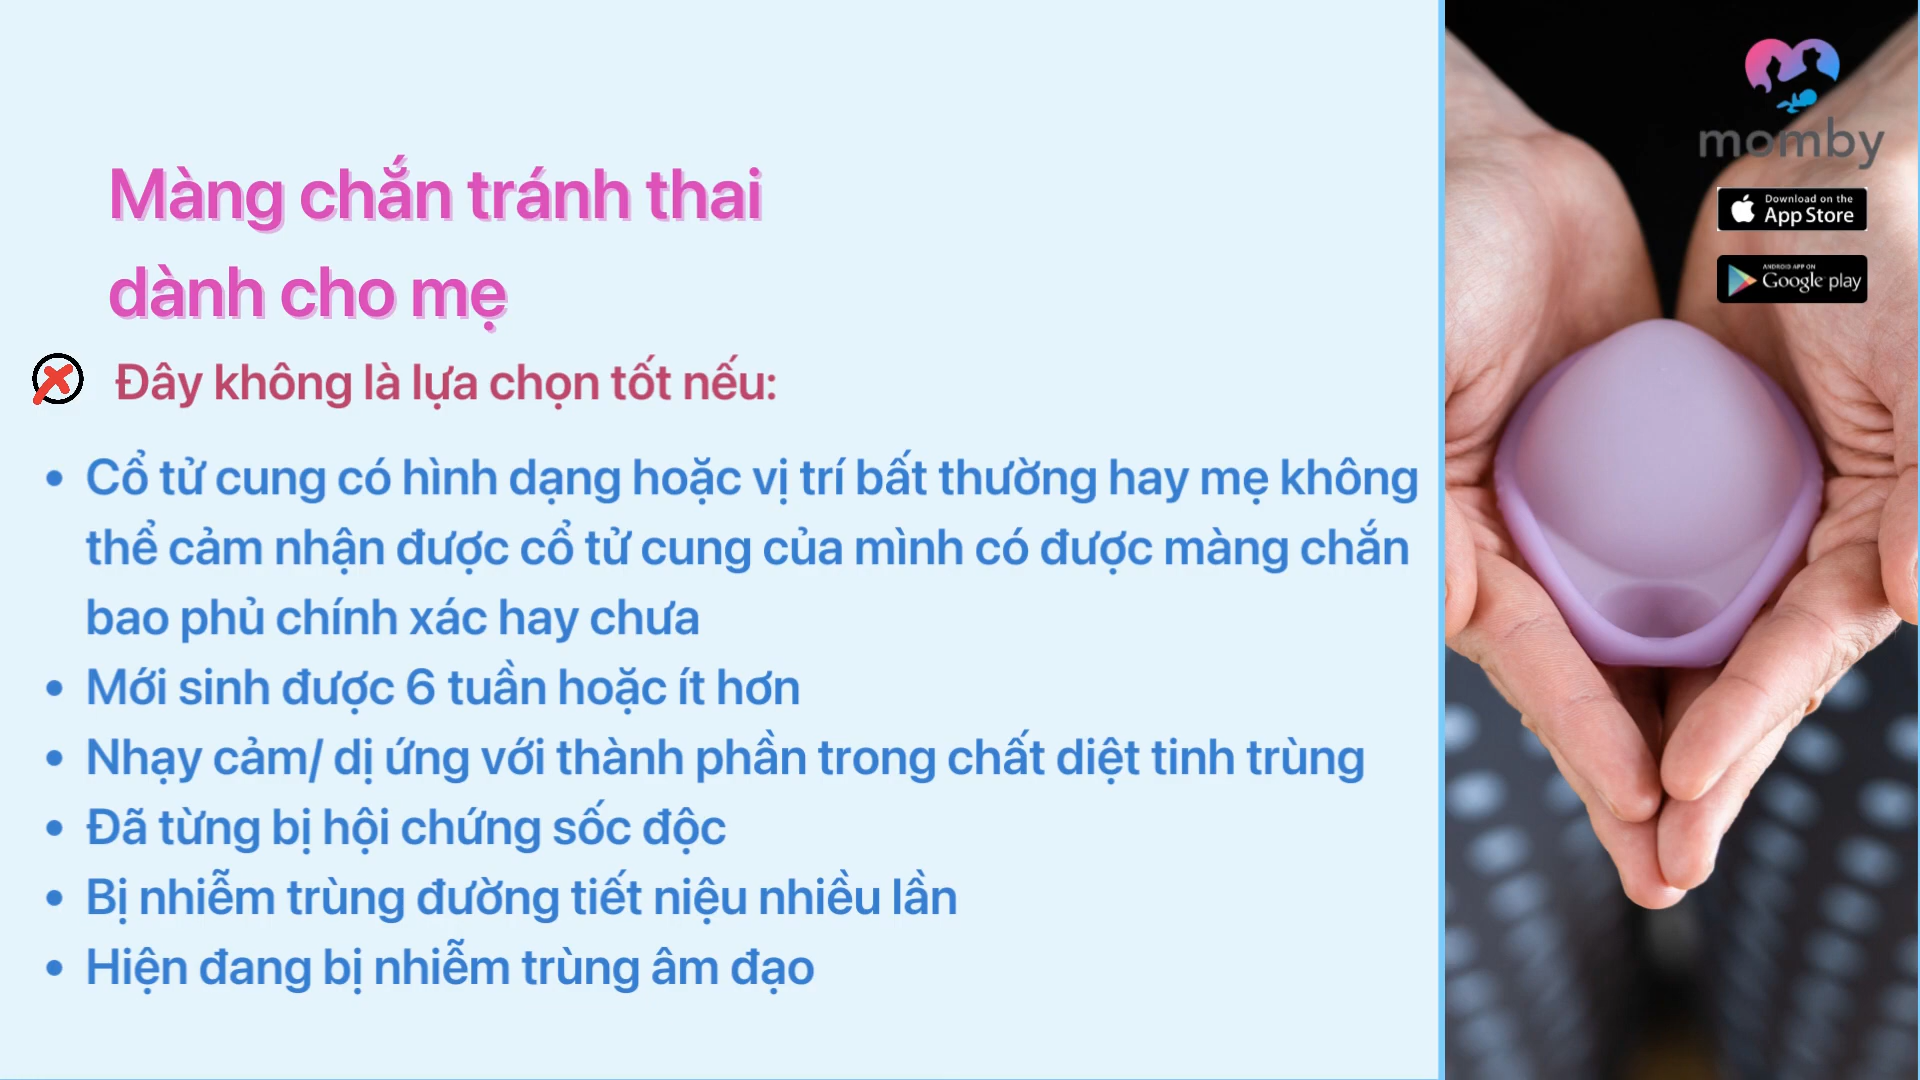 Màng chắn tránh thai
dành cho mẹ
Đây không là lựa chọn tốt nếu:
• Cổ tử cung có hình dạng hoặc vị trí bất thường hay mẹ không
thể cảm nhận được cổ tử cung của mình có được màng chắn
bao phủ chính xác hay chưa
• Mới sinh được 6 tuần hoặc ít hơn
• Nhạy cảm/ dị ứng với thành phần trong chất diệt tinh trùng
• Đã từng bị hội chứng sốc độc
• Bị nhiễm trùng đường tiết niệu nhiều lần
• Hiện đang bị nhiễm trùng âm đạo
momby
Download on the
App Store
ANDROID APP ON
Google play